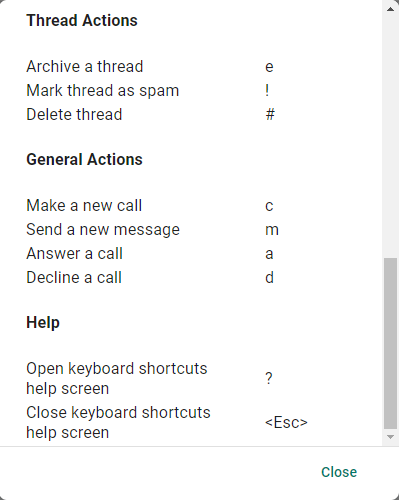 Thread Actions
Archive a thread e
Mark thread as spam !
Delete thread #
General Actions
Make a new call c
Send a new message m
Answer a call a
Decline a call d
Help
Open keyboard shortcuts
help screen ?
Close keyboard shortcuts
help screen <Esc>
Close